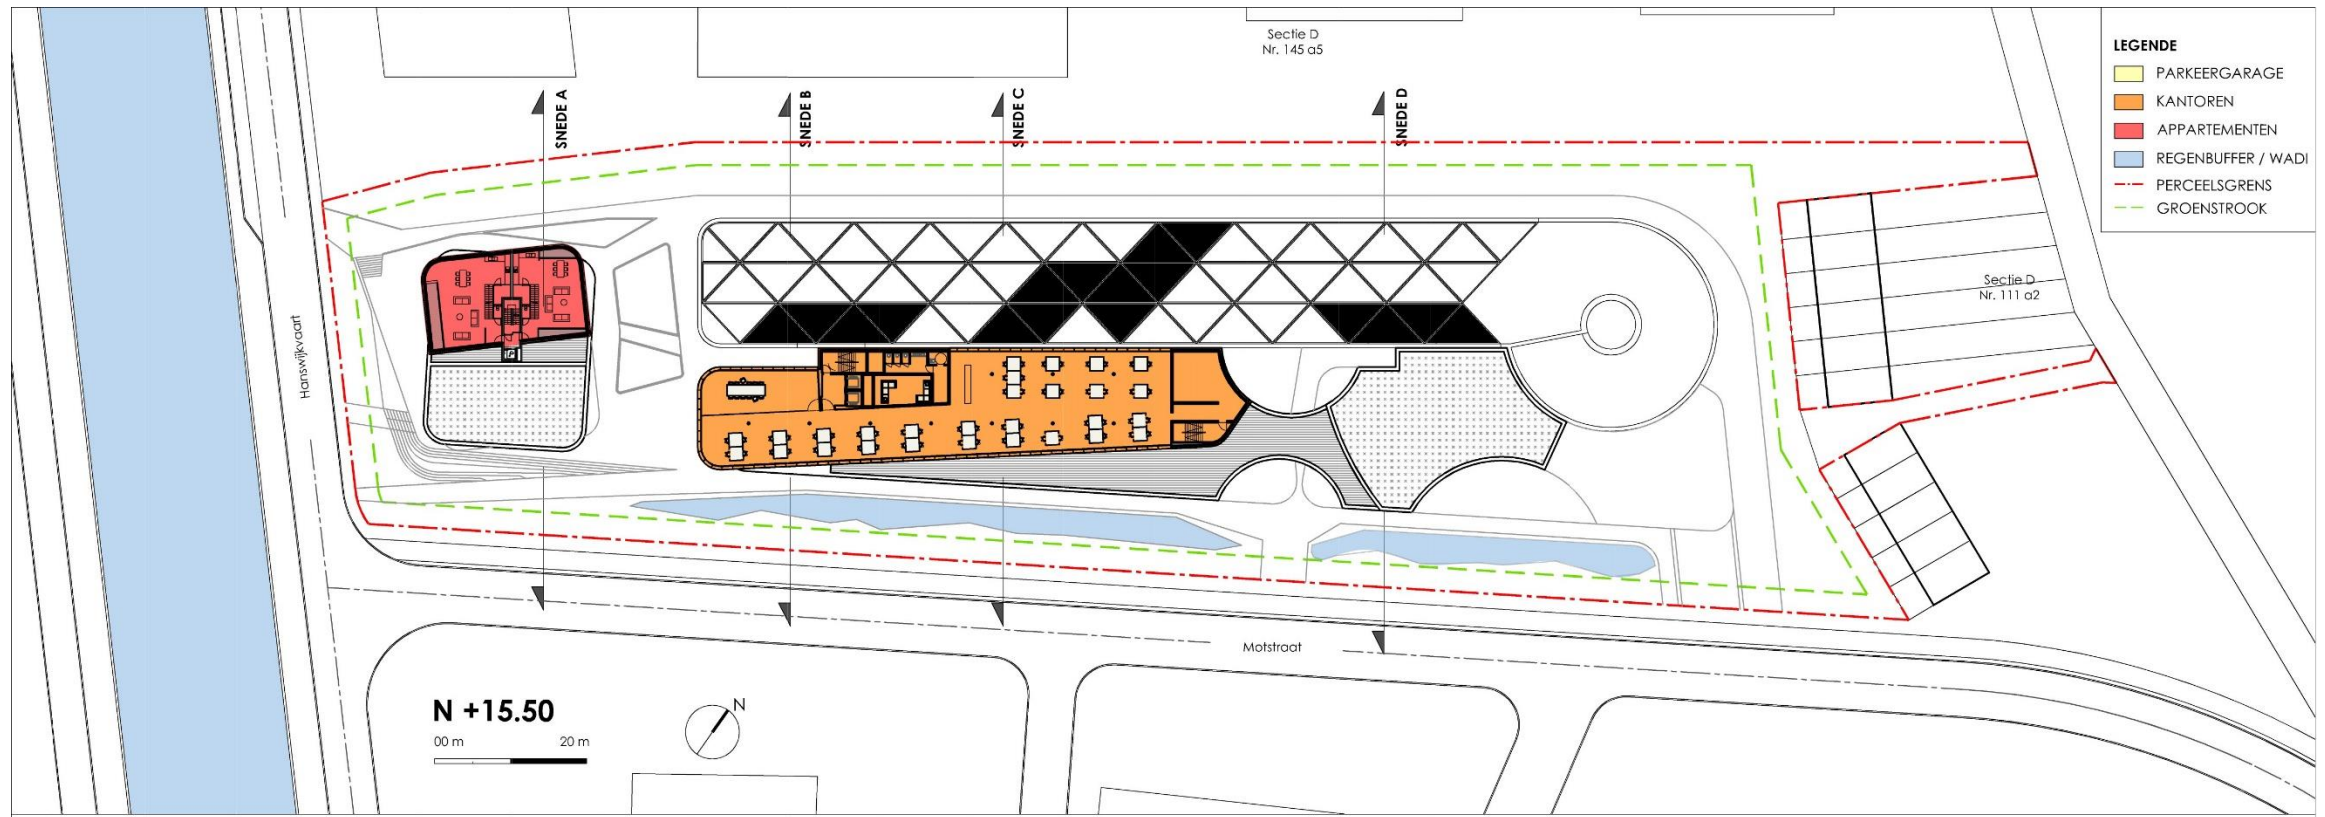 Sectie D
Nr. 145 a5
LEGENDE
PARKEERGARAGE
KANTOREN
APPARTEMENTEN
REGENBUFFER / WADI
PERCEELSGRENS
GROENSTROOK
SNEDE A
SNEDE B
SNEDE C
SNEDE D
Sectie D
Nr. 111 a2
Hanswijkvaart
Motstraat
N +15.50
00 m
20 m
N